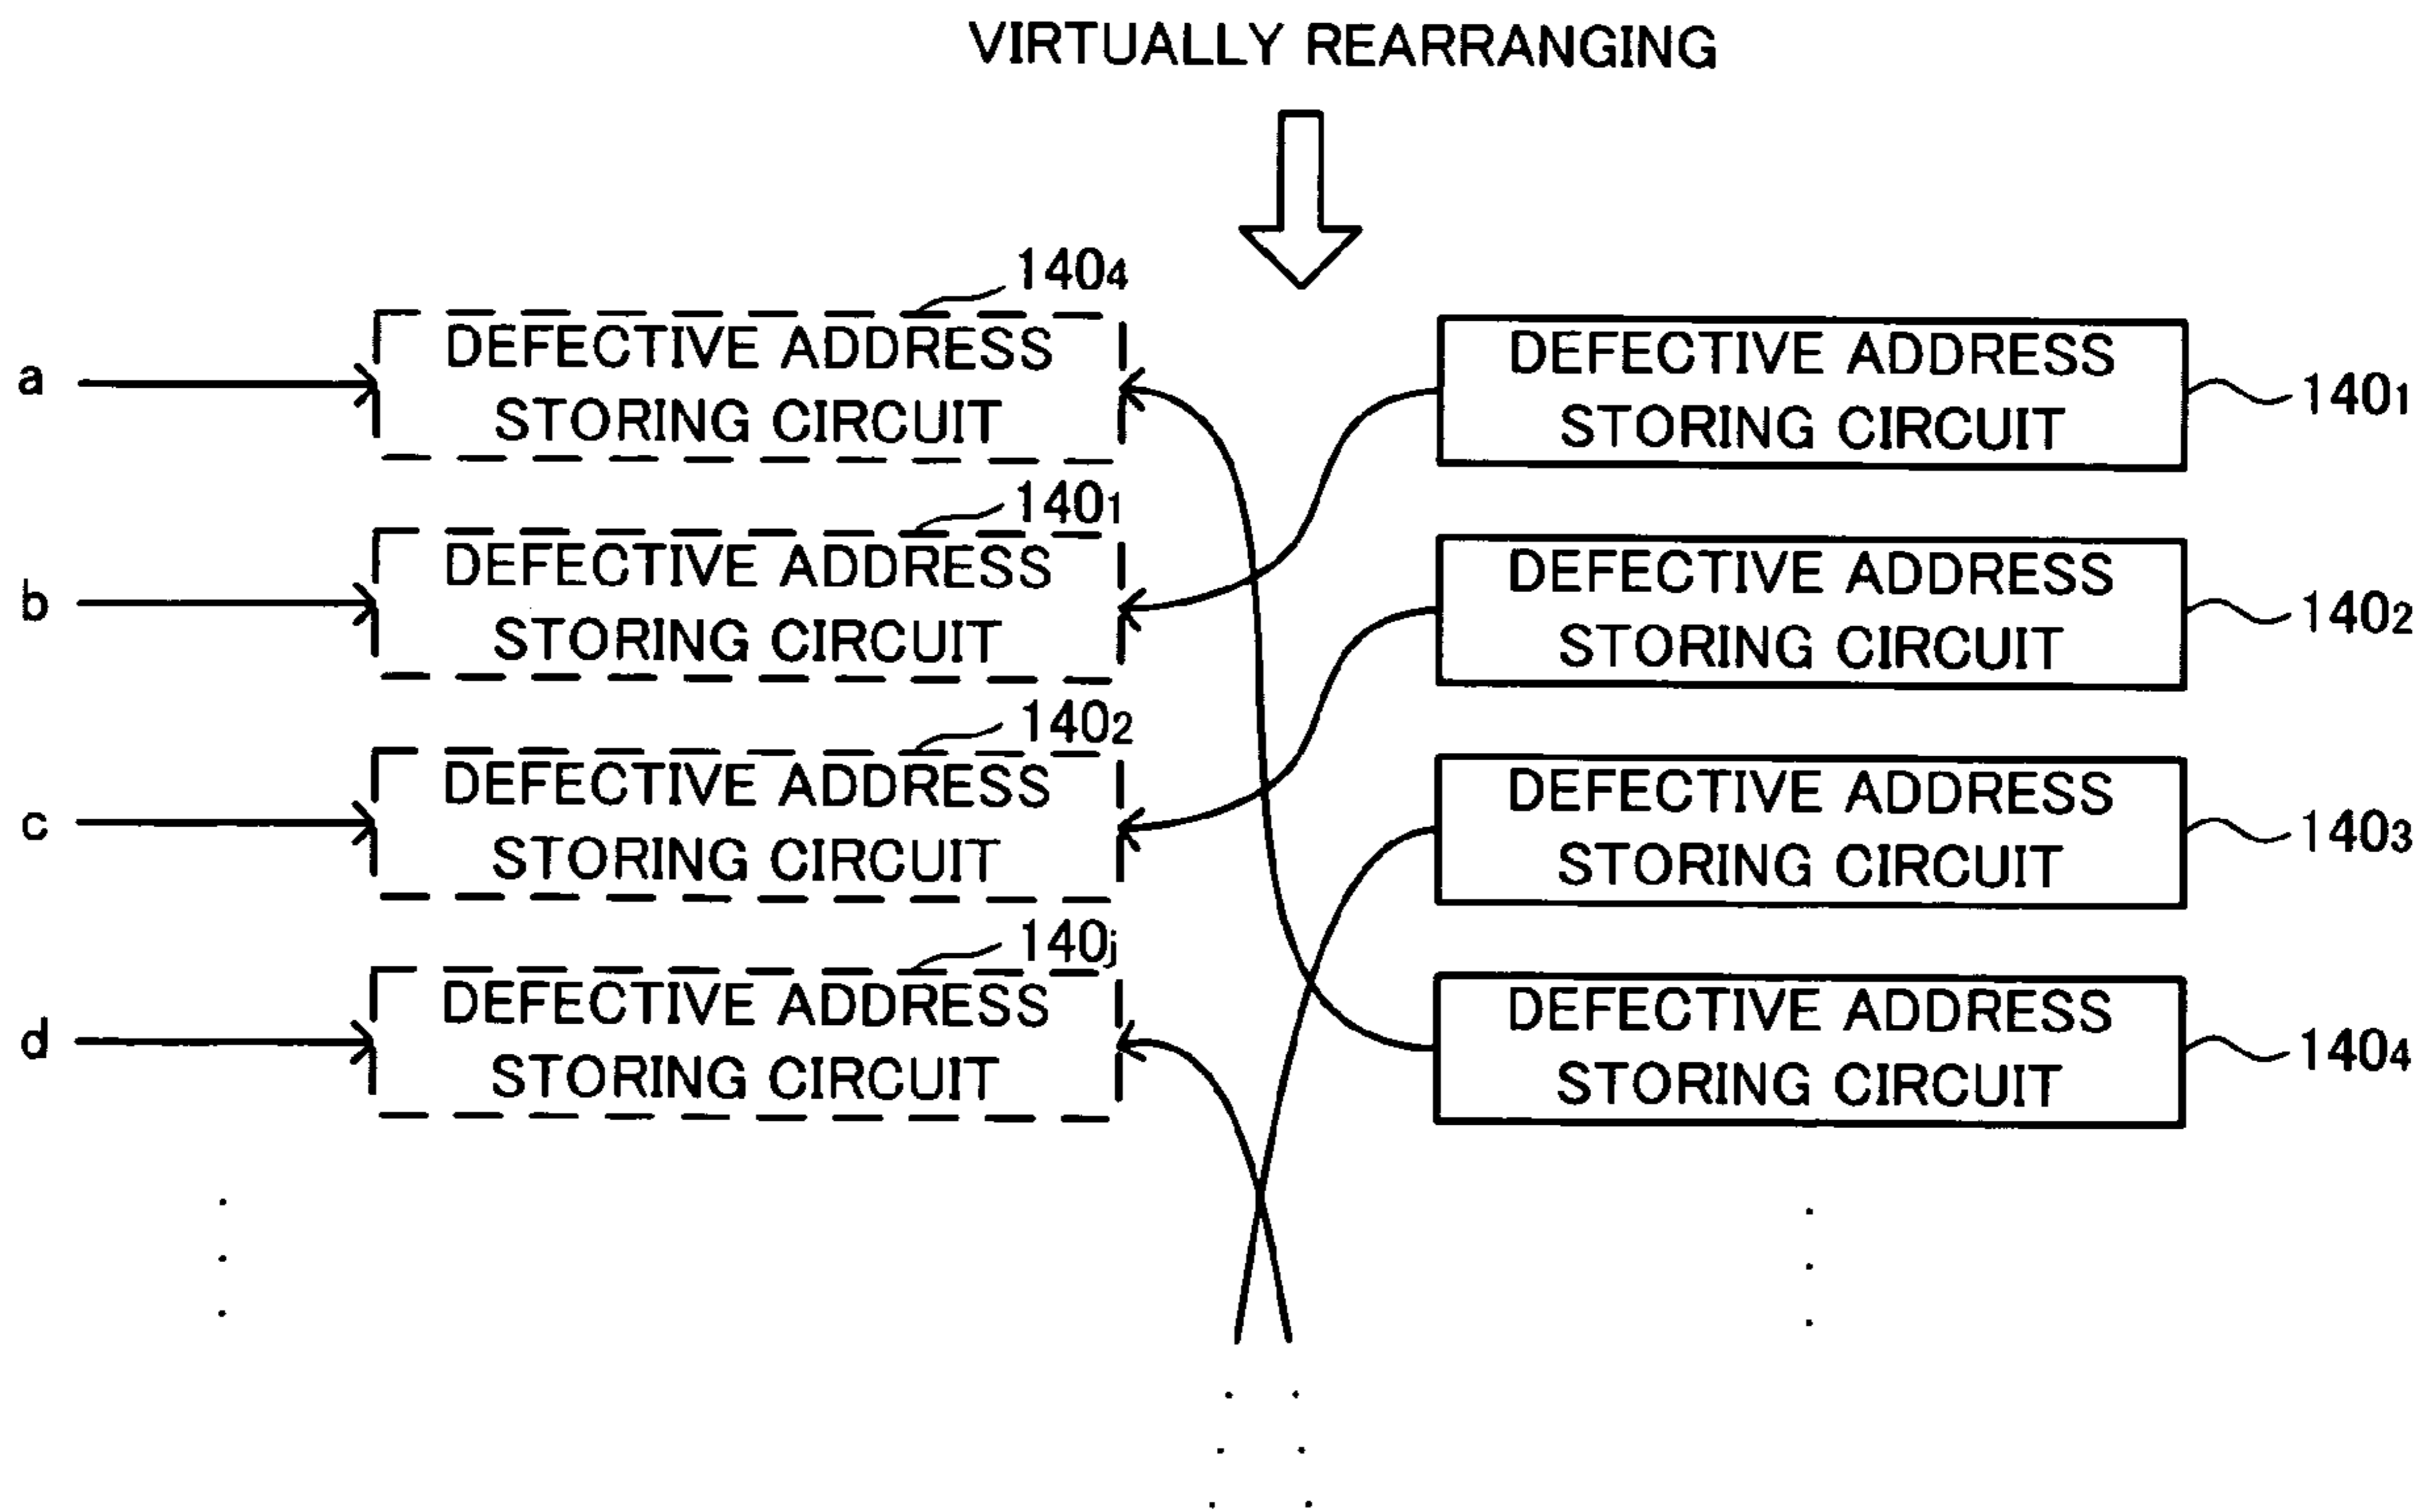 VIRTUALLY REARRANGING
140₄
a
DEFECTIVE ADDRESS
STORING CIRCUIT
DEFECTIVE ADDRESS
STORING CIRCUIT
140₁
140₁
b
DEFECTIVE ADDRESS
STORING CIRCUIT
DEFECTIVE ADDRESS
STORING CIRCUIT
140₂
140₂
c
DEFECTIVE ADDRESS
STORING CIRCUIT
DEFECTIVE ADDRESS
STORING CIRCUIT
140₃
140ⱼ
d
DEFECTIVE ADDRESS
STORING CIRCUIT
DEFECTIVE ADDRESS
STORING CIRCUIT
140₄